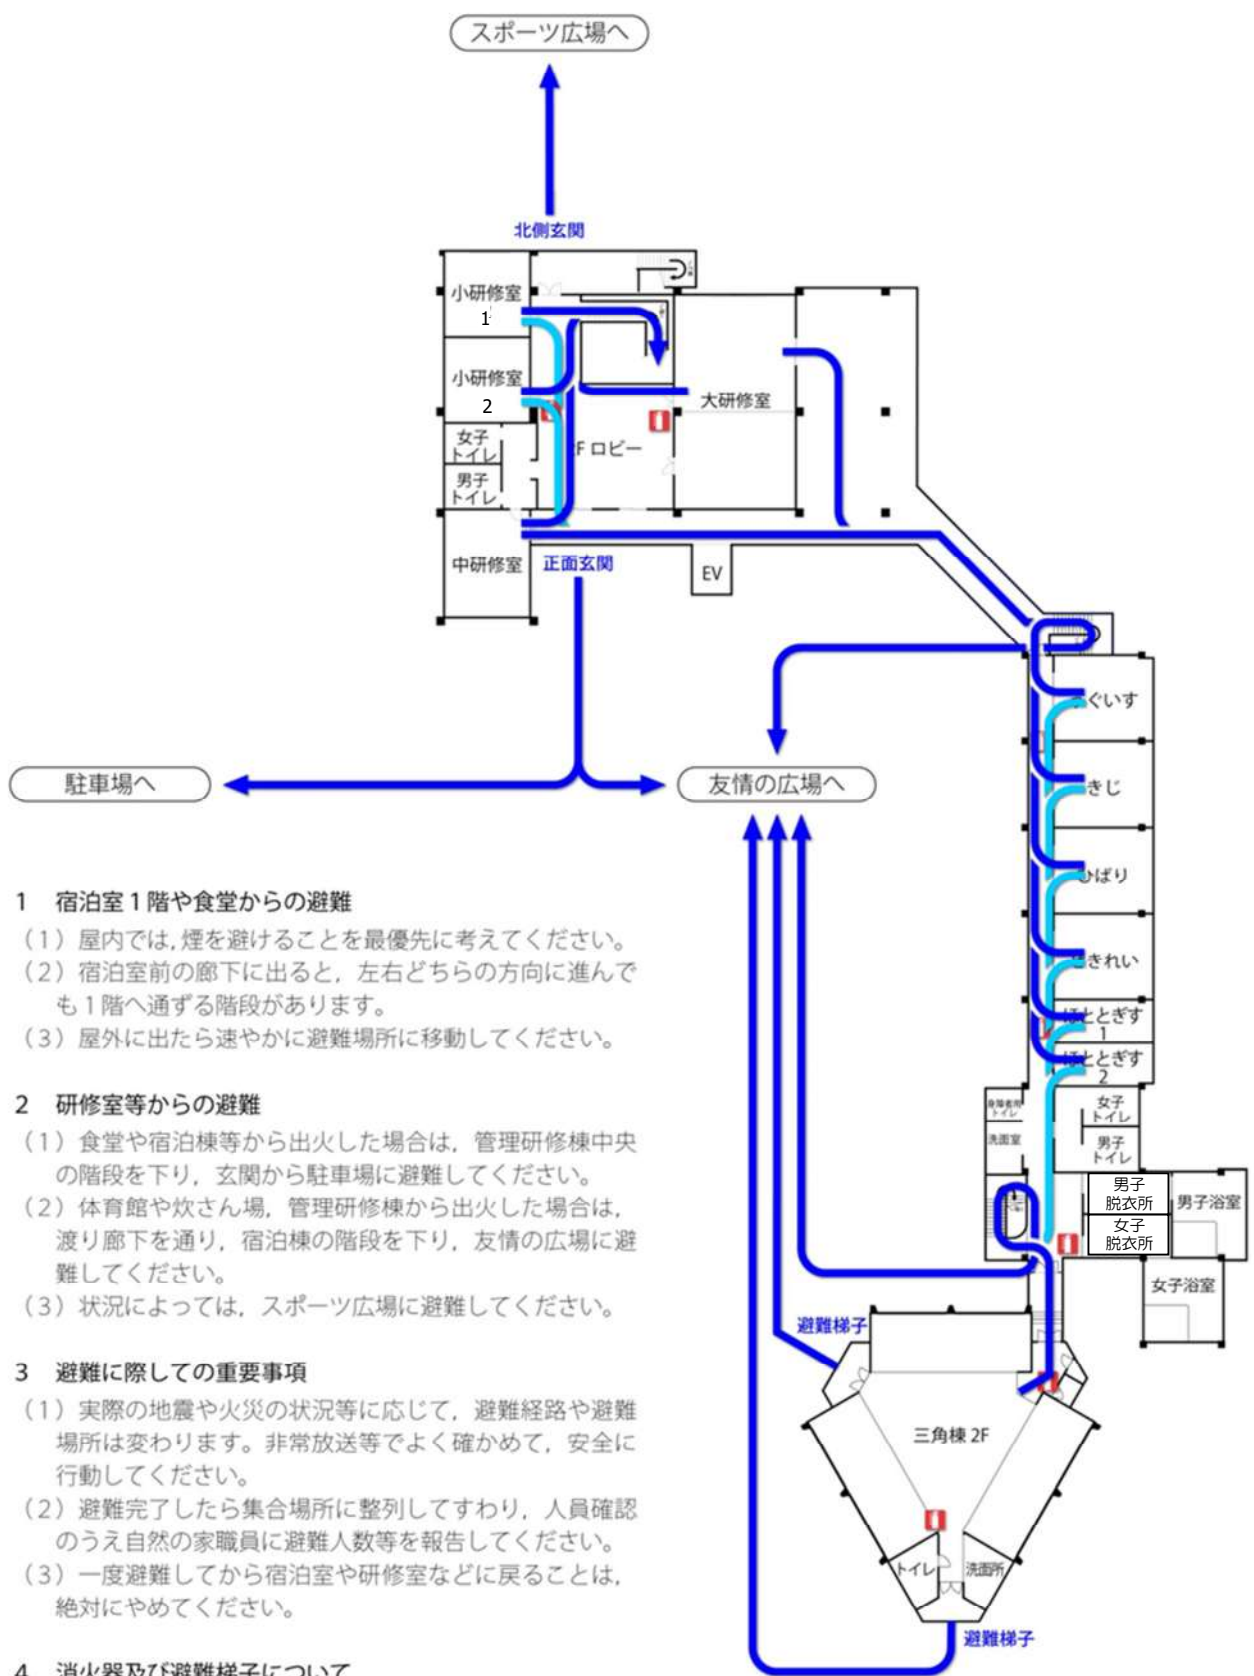 スポーツ広場へ
北側玄関
小研修室
1
小研修室
2
女子
トイレ
男子
トイレ
中研修室
大研修室
F ロビー
正面玄関
EV
駐車場へ
友情の広場へ
ぐいす
きじ
ひばり
きれい
ほととぎす
1
ほととぎす
2
女子
トイレ
男子
トイレ
トイレ
洗面室
男子
脱衣所
女子
脱衣所
男子浴室
女子浴室
避難梯子
三角棟 2F
トイレ
洗面所
避難梯子
1 宿泊室1階や食堂からの避難
(1)屋内では,煙を避けることを最優先に考えてください。
(2)宿泊室前の廊下に出ると,左右どちらの方向に進んで
も1階へ通ずる階段があります。
(3)屋外に出たら速やかに避難場所に移動してください。
2 研修室等からの避難
(1)食堂や宿泊棟等から出火した場合は,管理研修棟中央
の階段を下り,玄関から駐車場に避難してください。
(2)体育館や炊さん場,管理研修棟から出火した場合は,
渡り廊下を通り,宿泊棟の階段を下り,友情の広場に避
難してください。
(3)状況によっては,スポーツ広場に避難してください。
3 避難に際しての重要事項
(1)実際の地震や火災の状況等に応じて,避難経路や避難
場所は変わります。非常放送等でよく確かめて,安全に
行動してください。
(2)避難完了したら集合場所に整列してすわり,人員確認
のうえ自然の家職員に避難人数等を報告してください。
(3)一度避難してから宿泊室や研修室などに戻ることは,
絶対にやめてください。
4 消火器及び避難梯子について